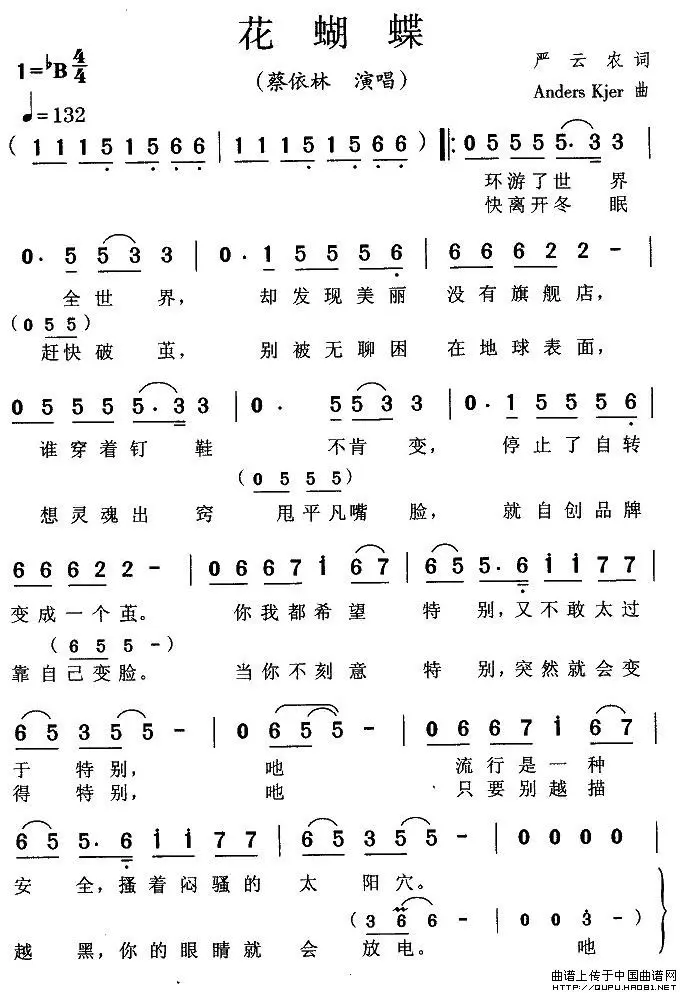 花蝴蝶
1=♭B 4/4
(蔡依林 演唱)
严云农 词
♩=132
Anders Kjer 曲
( 1 1 1 5 1 5 6 6 | 1 1 1 5 1 5 6 6 ) ‖: 0 5 5 5 5· 3 3 |
环游了世 界
快离开冬 眠
0· 5 5 3 3 | 0· 1 5 5 5 6 | 6 6 6 2 2 - |
全世 界, 却发现美丽 没有旗舰店,
( 0 5 5 )
赶快破 茧, 别被无聊困 在地球表面,
0 5 5 5 5· 3 3 | 0· 5 5 3 3 | 0· 1 5 5 5 6 |
谁穿着钉 鞋 不肯 变, 停止了自转
( 0 5 5 5 )
想灵魂出 窍 甩平凡嘴 脸, 就自创品牌
6 6 6 2 2 - | 0 6 6 7 i 6 7 | 6 5 5· 6 i i 7 7 |
变成一个茧。 你我都希望 特 别,又不敢太过
( 6 5 5 - )
靠自己变脸。 当你不刻意 特 别,突然就会变
6 5 3 5 5 - | 0 6 5 5 - | 0 6 6 7 i 6 7 |
于 特别, 吔 流行是一种
得 特别, 吔 只要别越描
6 5 5· 6 i i 7 7 | 6 5 3 5 5 - | 0 0 0 0 |
安 全,搔着闷骚的 太 阳穴。
( 3 6 6 - | 0 0 3 - )
越 黑,你的眼睛就 会 放电。 吔
曲谱上传于中国曲谱网
HTTP://QUPU.HAO81.NET